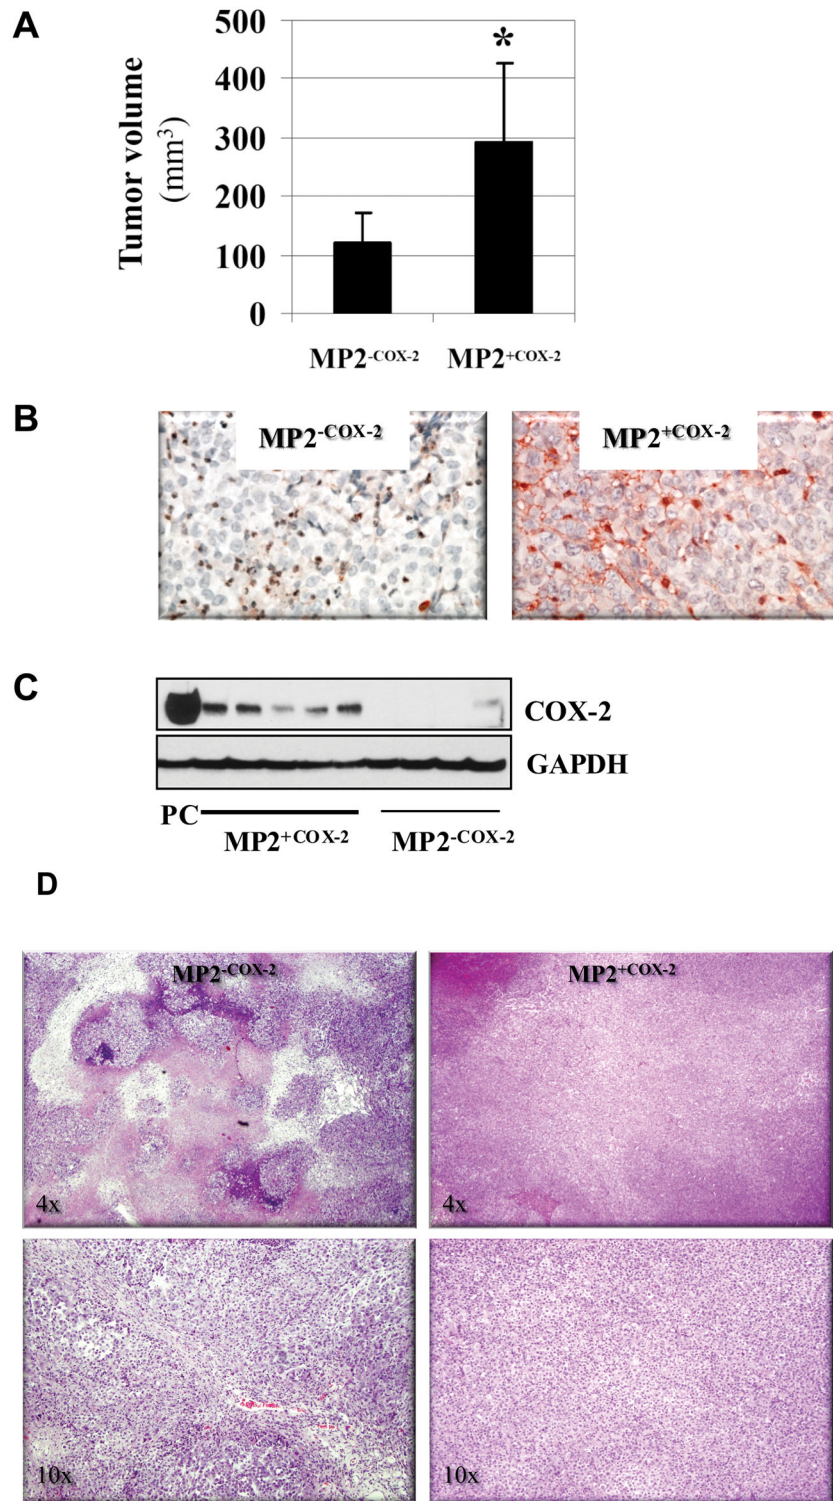 A
500
400
300
200
100
0
Tumor volume
(mm³)
*
MP2-COX-2
MP2+COX-2
B
MP2-COX-2
MP2+COX-2
C
COX-2
GAPDH
PC
MP2+COX-2
MP2-COX-2
D
MP2-COX-2
MP2+COX-2
4x
4x
10x
10x